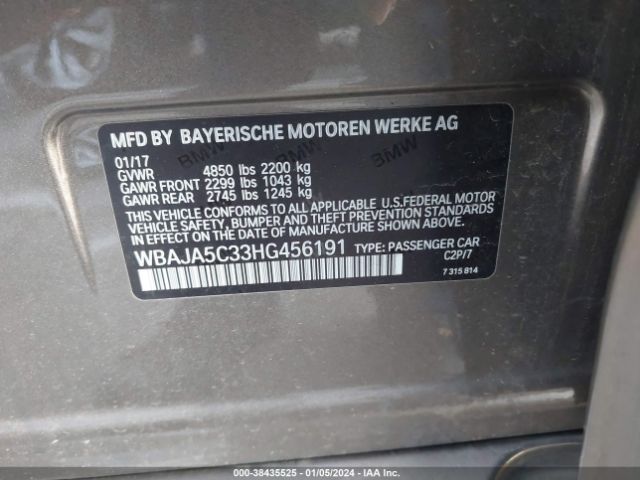 MFD BY BAYERISCHE MOTOREN WERKE AG
01/17
GVWR 4850 lbs 2200 kg
GAWR FRONT 2299 lbs 1043 kg
GAWR REAR 2745 lbs 1245 kg
THIS VEHICLE CONFORMS TO ALL APPLICABLE U.S.FEDERAL MOTOR
VEHICLE SAFETY, BUMPER AND THEFT PREVENTION STANDARDS
IN EFFECT ON THE DATE OF MANUFACTURE SHOWN ABOVE.
WBAJA5C33HG456191 TYPE: PASSENGER CAR
C2P/7
7 315 814
BMW BMW
000-38435525 - 01/05/2024 - IAA Inc.